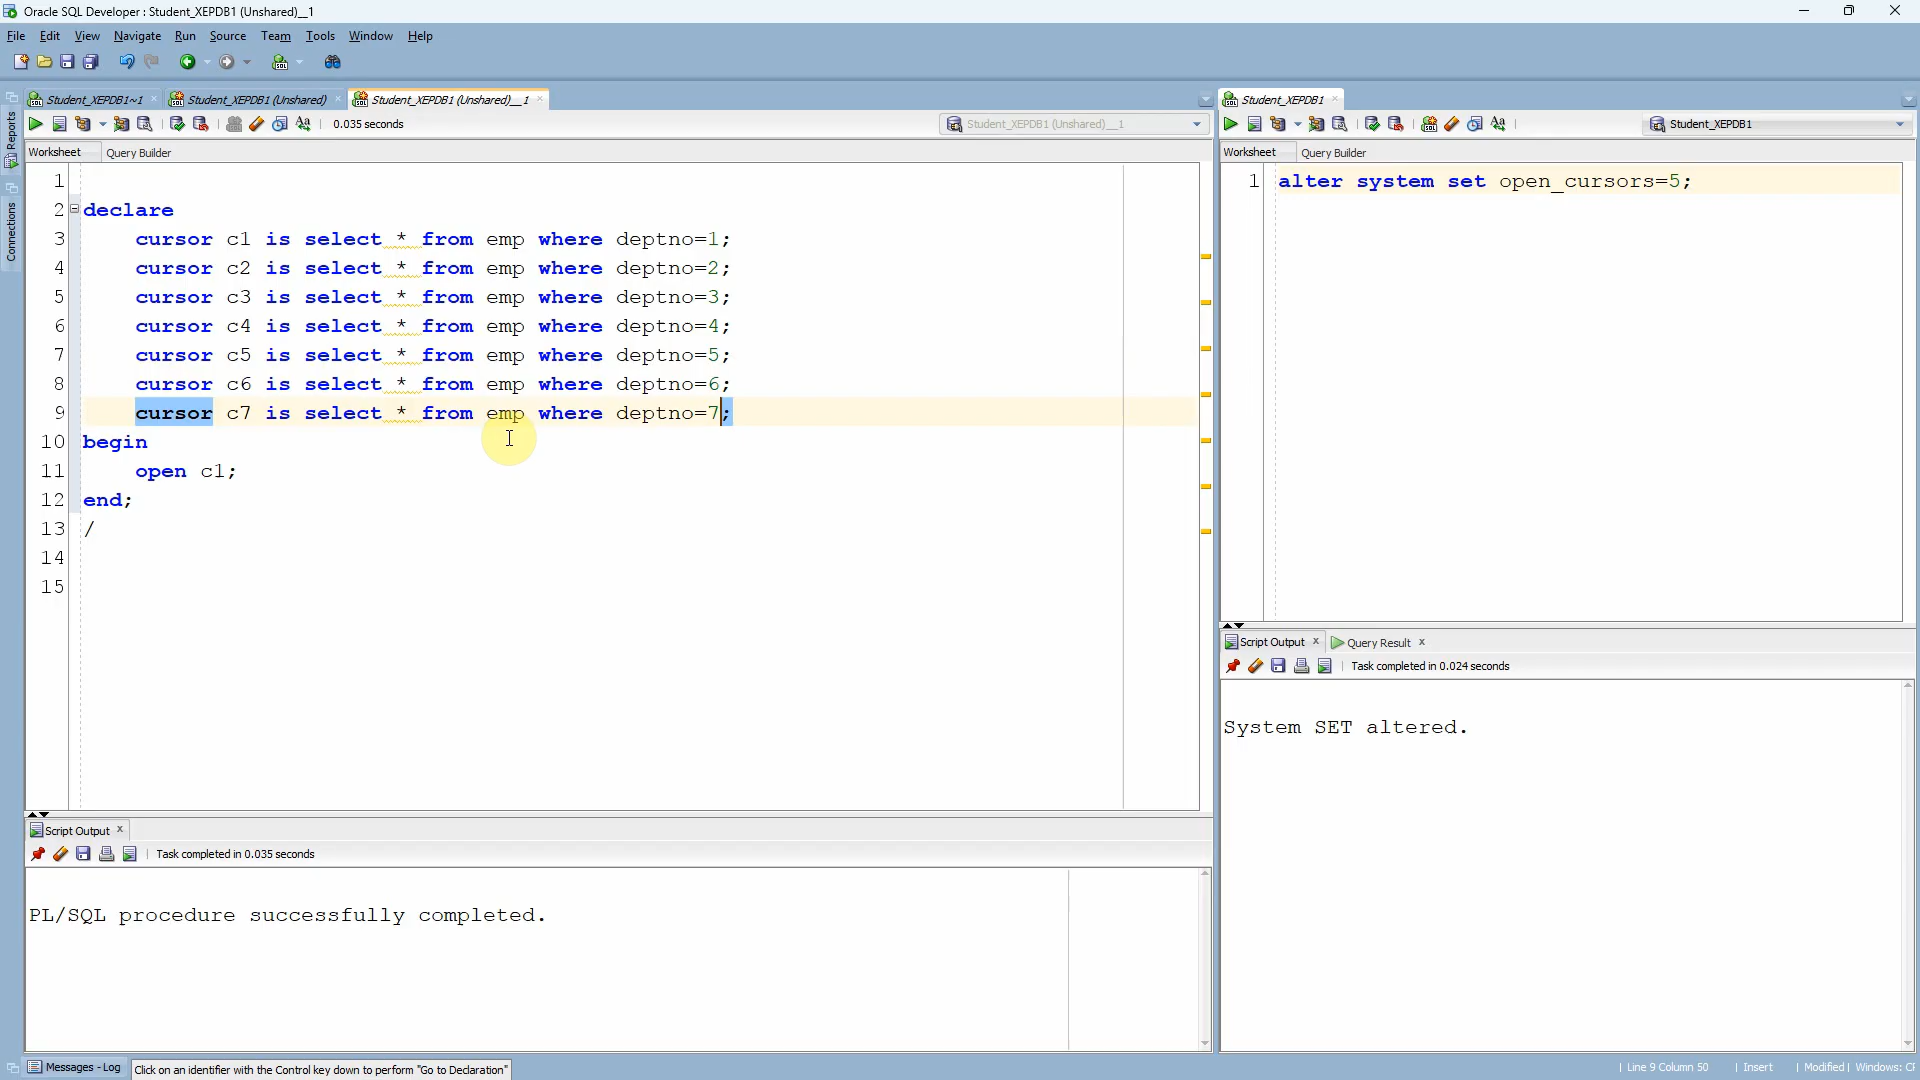 Oracle SQL Developer : Student_XEPDB1 (Unshared)__1
File Edit View Navigate Run Source Team Tools Window Help
Reports
Connections
Student_XEPDB1~1
Student_XEPDB1 (Unshared)
Student_XEPDB1 (Unshared)__1
0.035 seconds
Student_XEPDB1 (Unshared)__1
Worksheet Query Builder
1
2 declare
3 cursor c1 is select * from emp where deptno=1;
4 cursor c2 is select * from emp where deptno=2;
5 cursor c3 is select * from emp where deptno=3;
6 cursor c4 is select * from emp where deptno=4;
7 cursor c5 is select * from emp where deptno=5;
8 cursor c6 is select * from emp where deptno=6;
9 cursor c7 is select * from emp where deptno=7;
10 begin
11 open c1;
12 end;
13 /
14
15
Script Output
Task completed in 0.035 seconds
PL/SQL procedure successfully completed.
Student_XEPDB1
Student_XEPDB1
Worksheet Query Builder
1 alter system set open_cursors=5;
Script Output
Query Result
Task completed in 0.024 seconds
System SET altered.
Messages - Log
Click on an identifier with the Control key down to perform "Go to Declaration"
Line 9 Column 50
Insert
Modified
Windows: CF